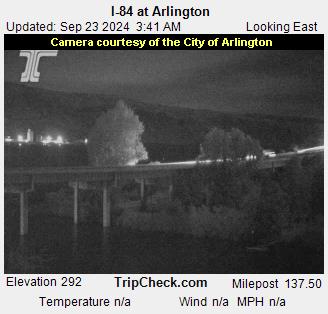 I-84 at Arlington
Updated: Sep 23 2024 3:41 AM Looking East
Camera courtesy of the City of Arlington
Elevation 292 TripCheck.com Milepost 137.50
Temperature n/a Wind n/a MPH n/a